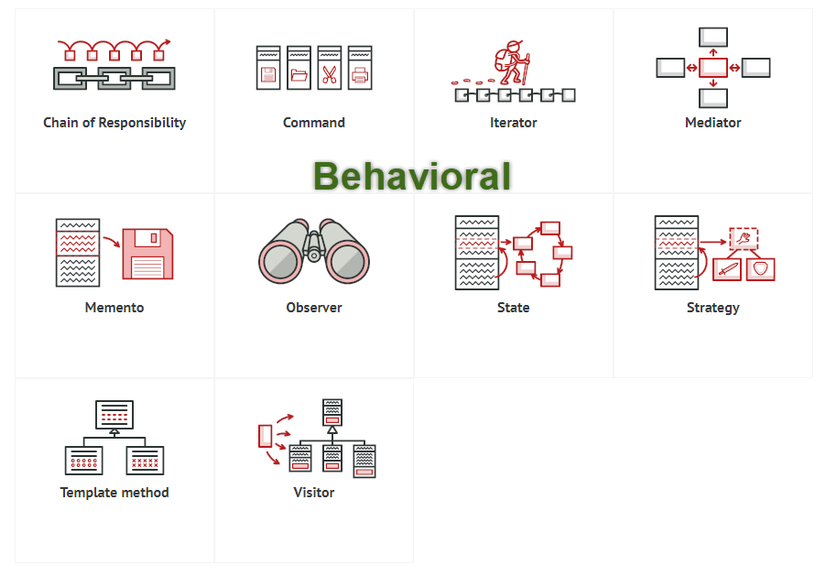 Chain of Responsibility
Command
Iterator
Mediator
Behavioral
Memento
Observer
State
Strategy
Template method
Visitor